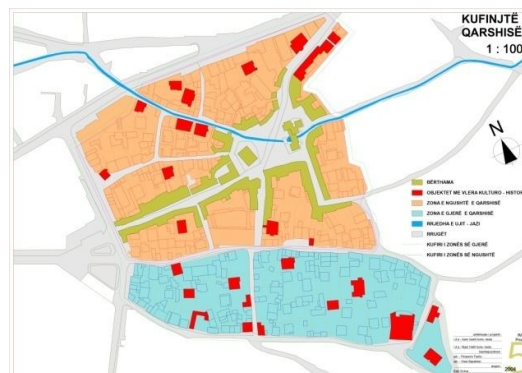 KUFINJTË
QARSHISË
1 : 100
N
BËRTHAMA
OBJEKTET ME VLERA KULTURO - HISTOR
ZONA E NGUSHTË E QARSHISË
ZONA E GJERË E QARSHISË
RRJEDHA E UJIT - JAZI
RRUGËT
KUFIRI I ZONËS SË GJERË
KUFIRI I ZONËS SË NGUSHTË
2004